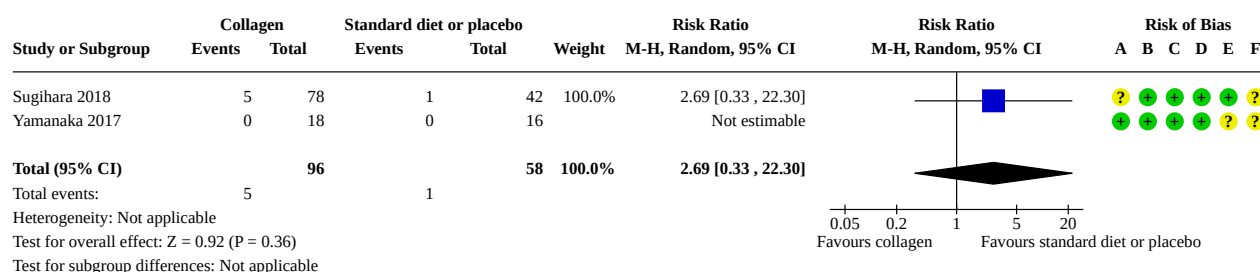 Collagen Standard diet or placebo Risk Ratio Risk Ratio Risk of Bias
Study or Subgroup Events Total Events Total Weight M-H, Random, 95% CI M-H, Random, 95% CI A B C D E F
Sugihara 2018 5 78 1 42 100.0% 2.69 [0.33 , 22.30] ? + + + + ?
Yamanaka 2017 0 18 0 16 Not estimable + + + + ? ?
Total (95% CI) 96 58 100.0% 2.69 [0.33 , 22.30]
Total events: 5 1
Heterogeneity: Not applicable
0.05 0.2 1 5 20
Test for overall effect: Z = 0.92 (P = 0.36) Favours collagen Favours standard diet or placebo
Test for subgroup differences: Not applicable